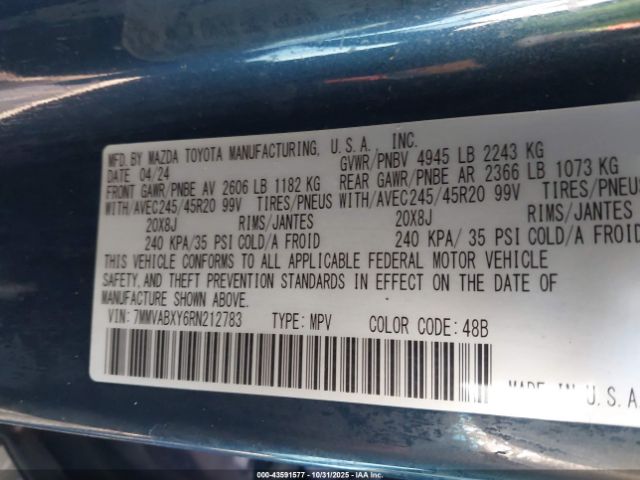 MFD.BY MAZDA TOYOTA MANUFACTURING, U.S.A., INC.
DATE 04/24 GVWR/PNBV 4945 LB 2243 KG
FRONT GAWR/PNBE AV 2606 LB 1182 KG REAR GAWR/PNBE AR 2366 LB 1073 KG
WITH/AVEC245/45R20 99V TIRES/PNEUS WITH/AVEC245/45R20 99V TIRES/PNEUS
20X8J RIMS/JANTES 20X8J RIMS/JANTES
240 KPA/ 35 PSI COLD/A FROID 240 KPA/ 35 PSI COLD/A FROID
THIS VEHICLE CONFORMS TO ALL APPLICABLE FEDERAL MOTOR VEHICLE
SAFETY,AND THEFT PREVENTION STANDARDS IN EFFECT ON THE DATE OF
MANUFACTURE SHOWN ABOVE.
VIN: 7MMVABXY6RN212783 TYPE: MPV COLOR CODE: 48B
MADE IN U.S.A.
000-43591577 - 10/31/2025 - IAAI.COM